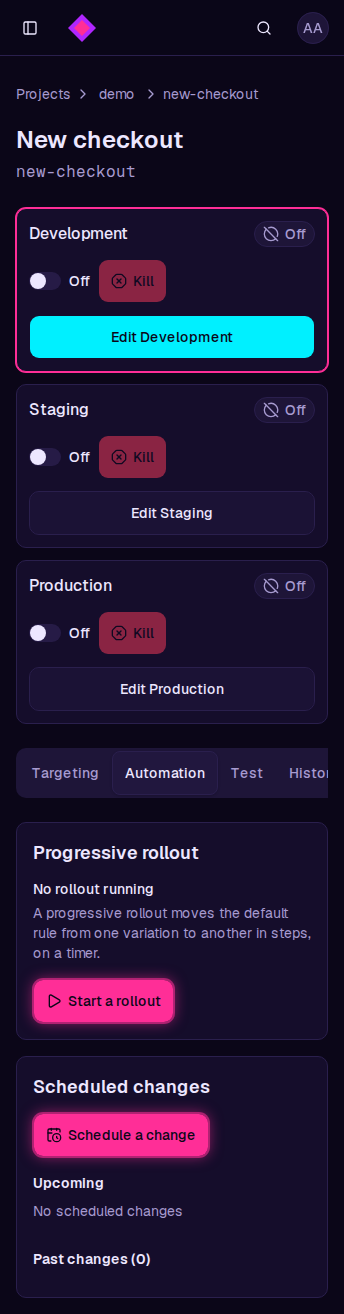 AA
Projects > demo > new-checkout
New checkout
new-checkout
Development
Off
Off
Kill
Edit Development
Staging
Off
Off
Kill
Edit Staging
Production
Off
Off
Kill
Edit Production
Targeting
Automation
Test
Histor
Progressive rollout
No rollout running
A progressive rollout moves the default
rule from one variation to another in steps,
on a timer.
Start a rollout
Scheduled changes
Schedule a change
Upcoming
No scheduled changes
Past changes (0)